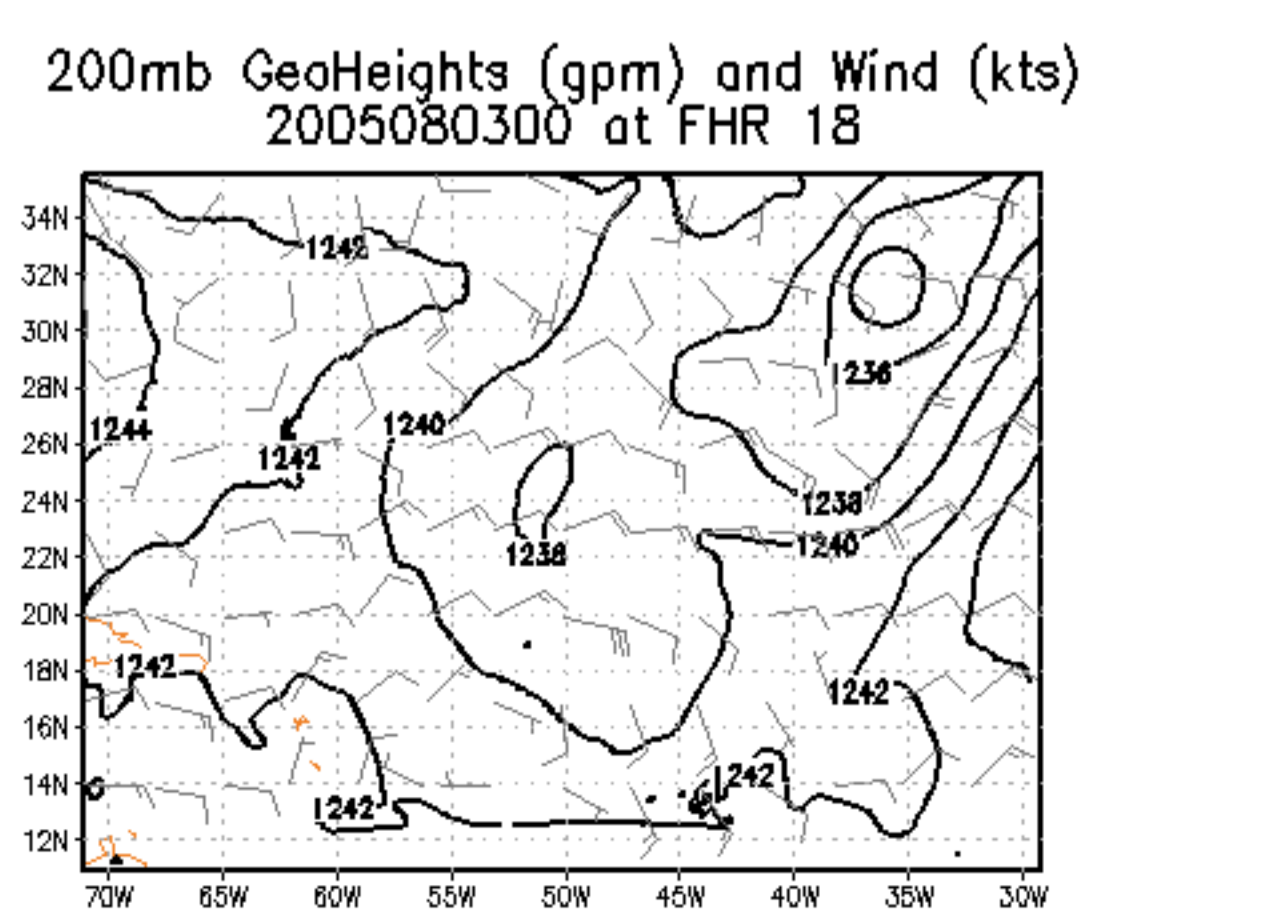 200mb GeoHeights (gpm) and Wind (kts)
2005080300 at FHR 18
34N
1242
32N
30N
1236
28N
1244
1240
26N
1242
24N
1238
1240
22N
1238
20N
18N
1242
1242
16N
14N
1242
1242
12N
70W 65W 60W 55W 50W 45W 40W 35W 30W